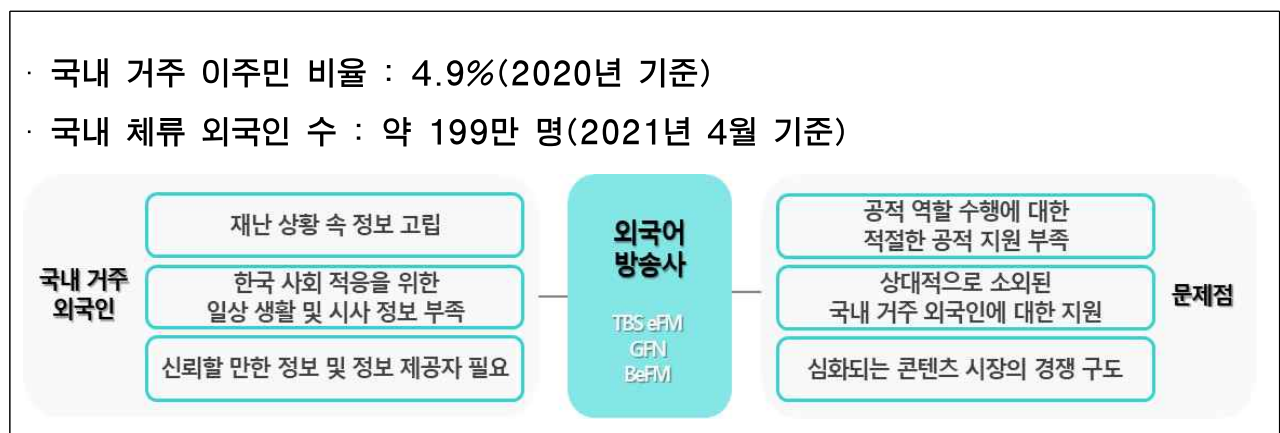 · 국내 거주 이주민 비율 : 4.9%(2020년 기준)
· 국내 체류 외국인 수 : 약 199만 명(2021년 4월 기준)
국내 거주
외국인
재난 상황 속 정보 고립
한국 사회 적응을 위한
일상 생활 및 시사 정보 부족
신뢰할 만한 정보 및 정보 제공자 필요
외국어
방송사
TBS eFM
GFN
BeFM
공적 역할 수행에 대한
적절한 공적 지원 부족
상대적으로 소외된
국내 거주 외국인에 대한 지원
심화되는 콘텐츠 시장의 경쟁 구도
문제점